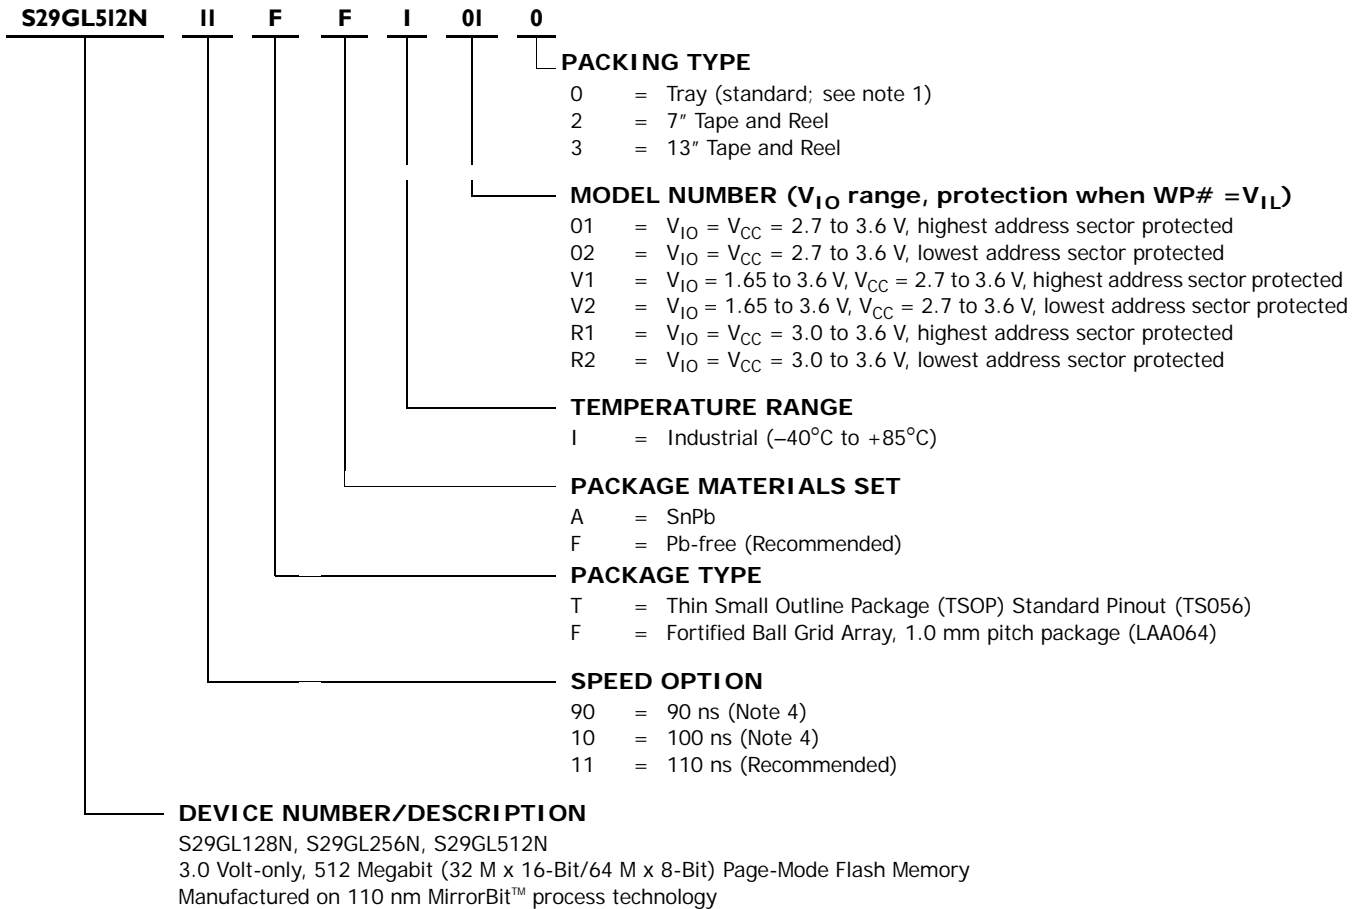 S29GL512N 11 F F I 01 0
PACKING TYPE
0 = Tray (standard; see note 1)
2 = 7″ Tape and Reel
3 = 13″ Tape and Reel
MODEL NUMBER (VIO range, protection when WP# =VIL)
01 = VIO = VCC = 2.7 to 3.6 V, highest address sector protected
02 = VIO = VCC = 2.7 to 3.6 V, lowest address sector protected
V1 = VIO = 1.65 to 3.6 V, VCC = 2.7 to 3.6 V, highest address sector protected
V2 = VIO = 1.65 to 3.6 V, VCC = 2.7 to 3.6 V, lowest address sector protected
R1 = VIO = VCC = 3.0 to 3.6 V, highest address sector protected
R2 = VIO = VCC = 3.0 to 3.6 V, lowest address sector protected
TEMPERATURE RANGE
I = Industrial (–40°C to +85°C)
PACKAGE MATERIALS SET
A = SnPb
F = Pb-free (Recommended)
PACKAGE TYPE
T = Thin Small Outline Package (TSOP) Standard Pinout (TS056)
F = Fortified Ball Grid Array, 1.0 mm pitch package (LAA064)
SPEED OPTION
90 = 90 ns (Note 4)
10 = 100 ns (Note 4)
11 = 110 ns (Recommended)
DEVICE NUMBER/DESCRIPTION
S29GL128N, S29GL256N, S29GL512N
3.0 Volt-only, 512 Megabit (32 M x 16-Bit/64 M x 8-Bit) Page-Mode Flash Memory
Manufactured on 110 nm MirrorBit™ process technology